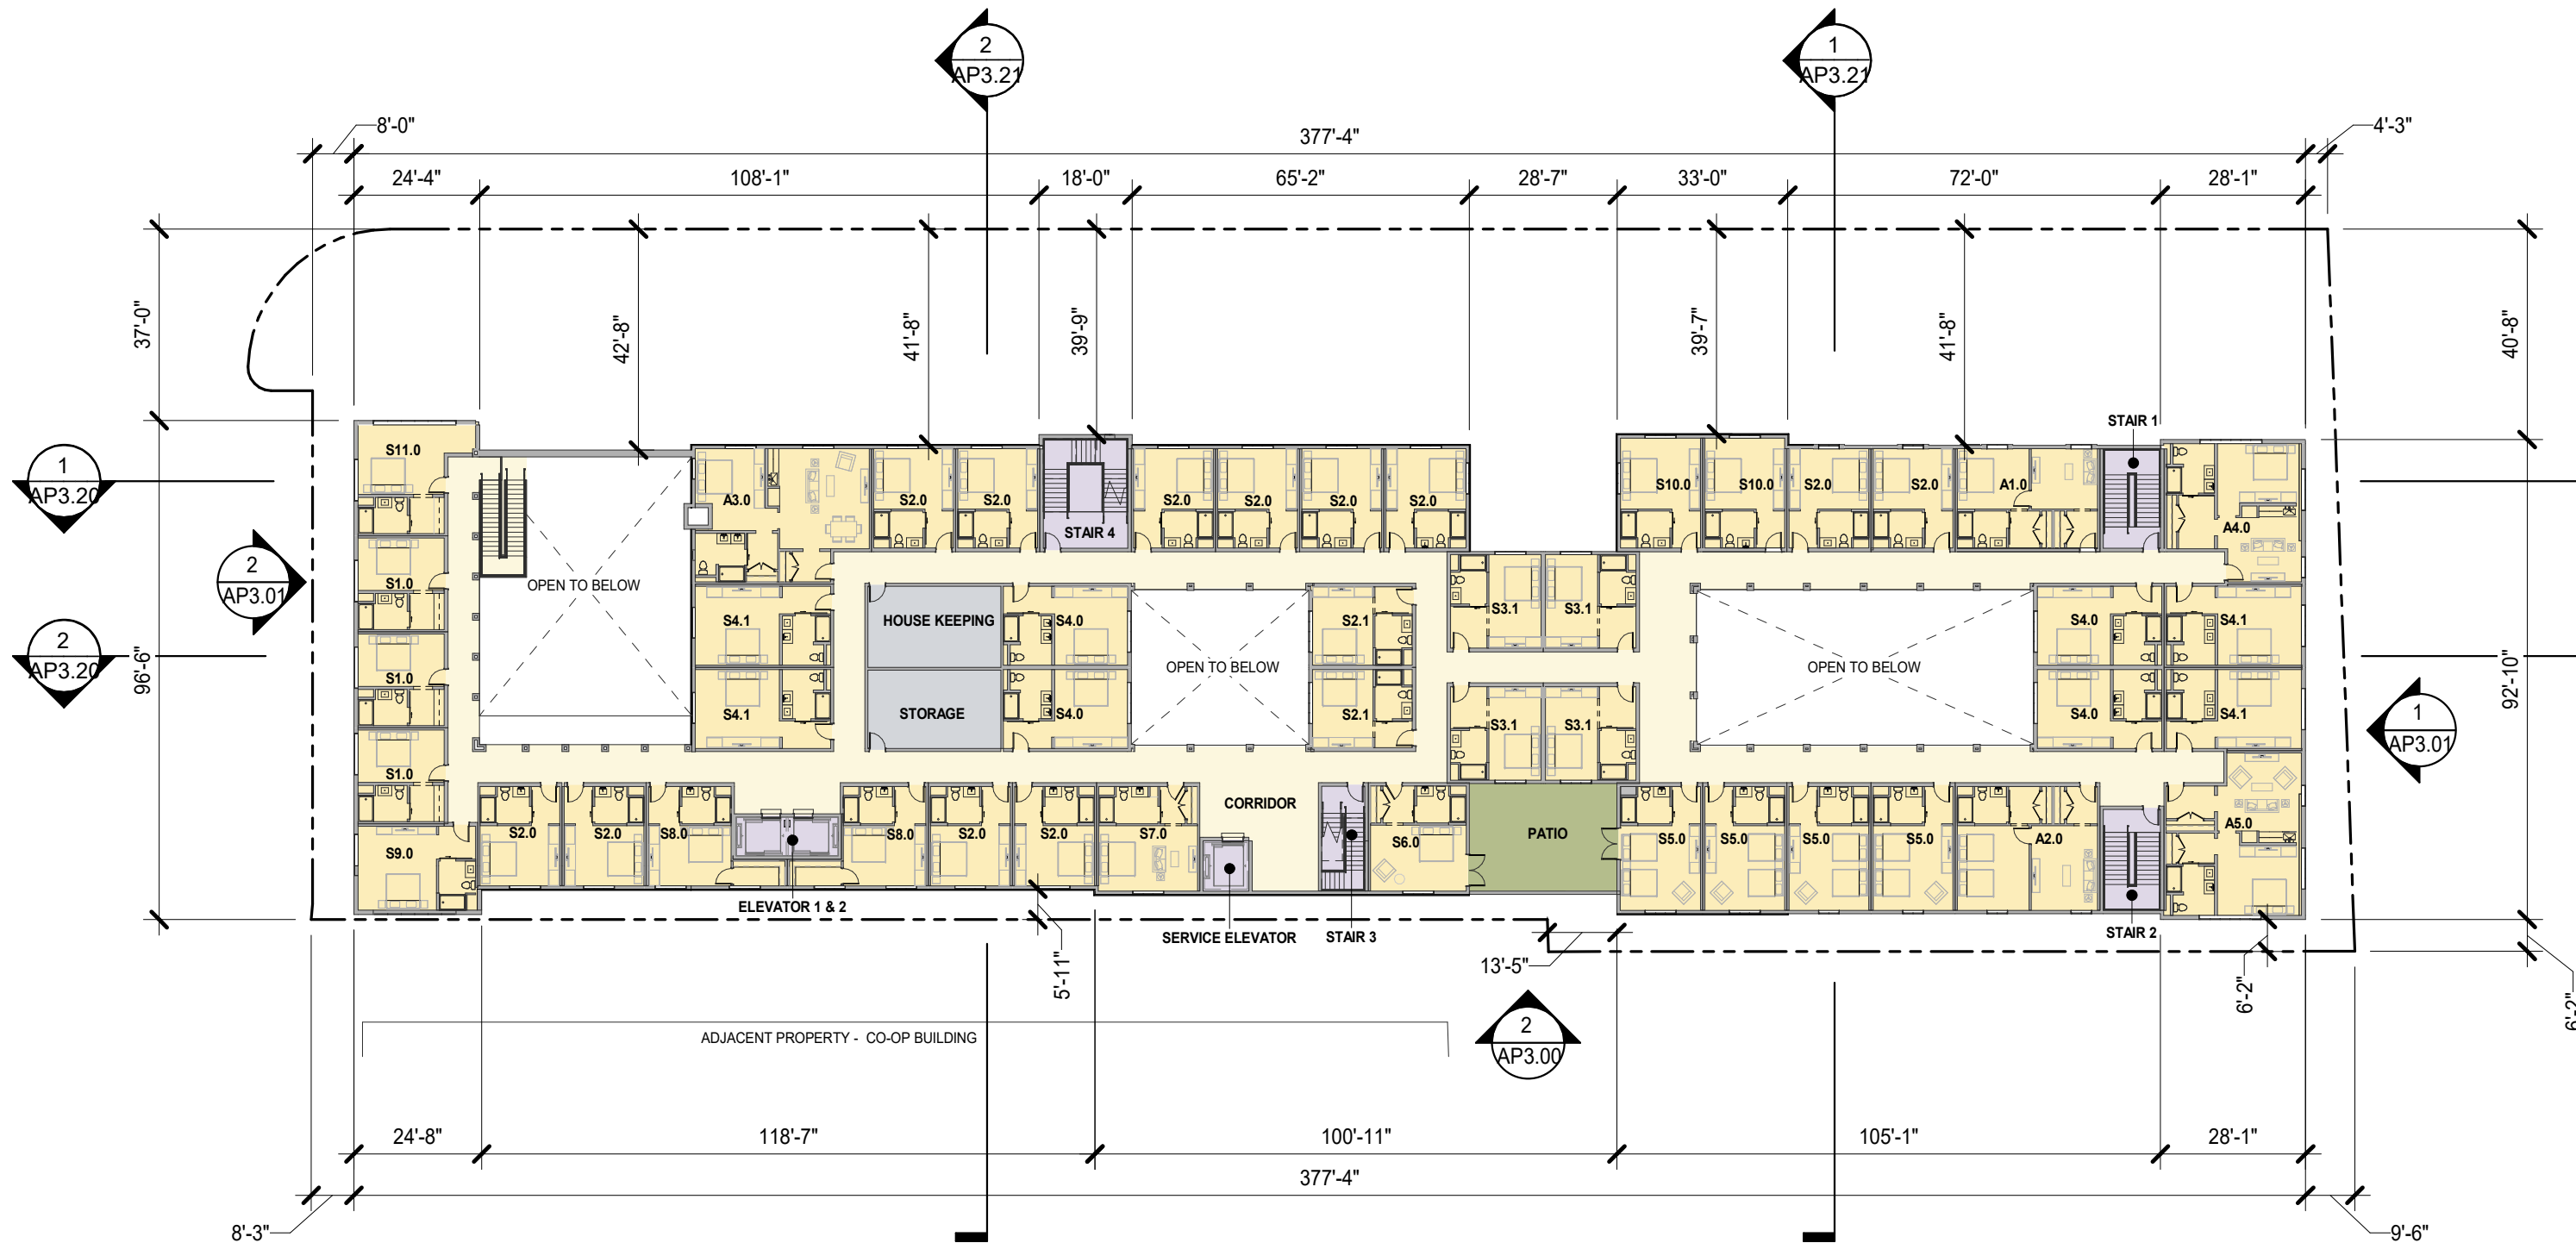 2
AP3.21
1
AP3.21
8'-0"
377'-4"
4'-3"
24'-4"
108'-1"
18'-0"
65'-2"
28'-7"
33'-0"
72'-0"
28'-1"
37'-0"
42'-8"
41'-8"
39'-9"
39'-7"
41'-8"
40'-8"
STAIR 1
1
AP3.20
S11.0
A3.0
S2.0
S2.0
STAIR 4
S2.0
S2.0
S2.0
S2.0
S10.0
S10.0
S2.0
S2.0
A1.0
A4.0
2
AP3.01
S1.0
OPEN TO BELOW
S3.1
S3.1
S4.1
HOUSE KEEPING
S4.0
S2.1
S4.0
S4.1
2
AP3.20
96'-6"
S1.0
OPEN TO BELOW
OPEN TO BELOW
92'-10"
S4.1
STORAGE
S4.0
S2.1
S3.1
S3.1
S4.0
S4.1
1
AP3.01
S1.0
CORRIDOR
S2.0
S2.0
S8.0
S8.0
S2.0
S2.0
S7.0
S6.0
PATIO
S5.0
S5.0
S5.0
S5.0
A2.0
A5.0
S9.0
ELEVATOR 1 & 2
SERVICE ELEVATOR
STAIR 3
STAIR 2
5'-11"
13'-5"
6'-2"
6'-2"
ADJACENT PROPERTY - CO-OP BUILDING
2
AP3.00
24'-8"
118'-7"
100'-11"
105'-1"
28'-1"
377'-4"
8'-3"
9'-6"